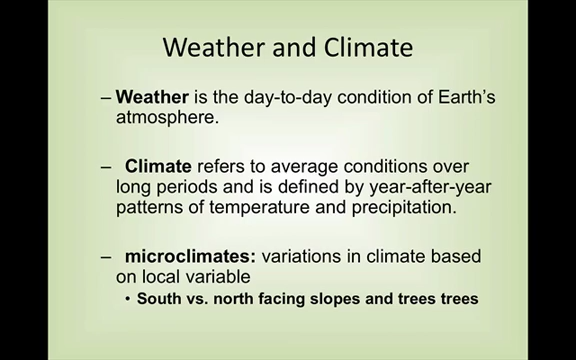 Weather and Climate
– Weather is the day-to-day condition of Earth's
atmosphere.
– Climate refers to average conditions over
long periods and is defined by year-after-year
patterns of temperature and precipitation.
– microclimates: variations in climate based
on local variable
• South vs. north facing slopes and trees trees